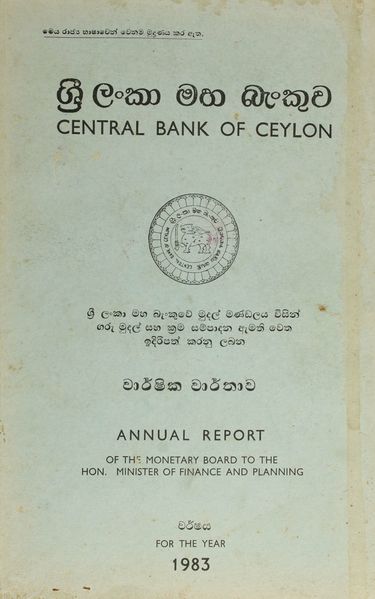 මෙය රාජ්‍ය භාෂාවෙන් වෙනම මුද්‍රණය කර ඇත.
ශ්‍රී ලංකා මහ බැංකුව
CENTRAL BANK OF CEYLON
ශ්‍රී ලංකා මහ බැංකුවේ මුදල් මණ්ඩලය විසින්
ගරු මුදල් සහ ක්‍රම සම්පාදන ඇමති වෙත
ඉදිරිපත් කරනු ලබන
වාර්ෂික වාර්තාව
ANNUAL REPORT
OF THE MONETARY BOARD TO THE
HON. MINISTER OF FINANCE AND PLANNING
වර්ෂය
FOR THE YEAR
1983